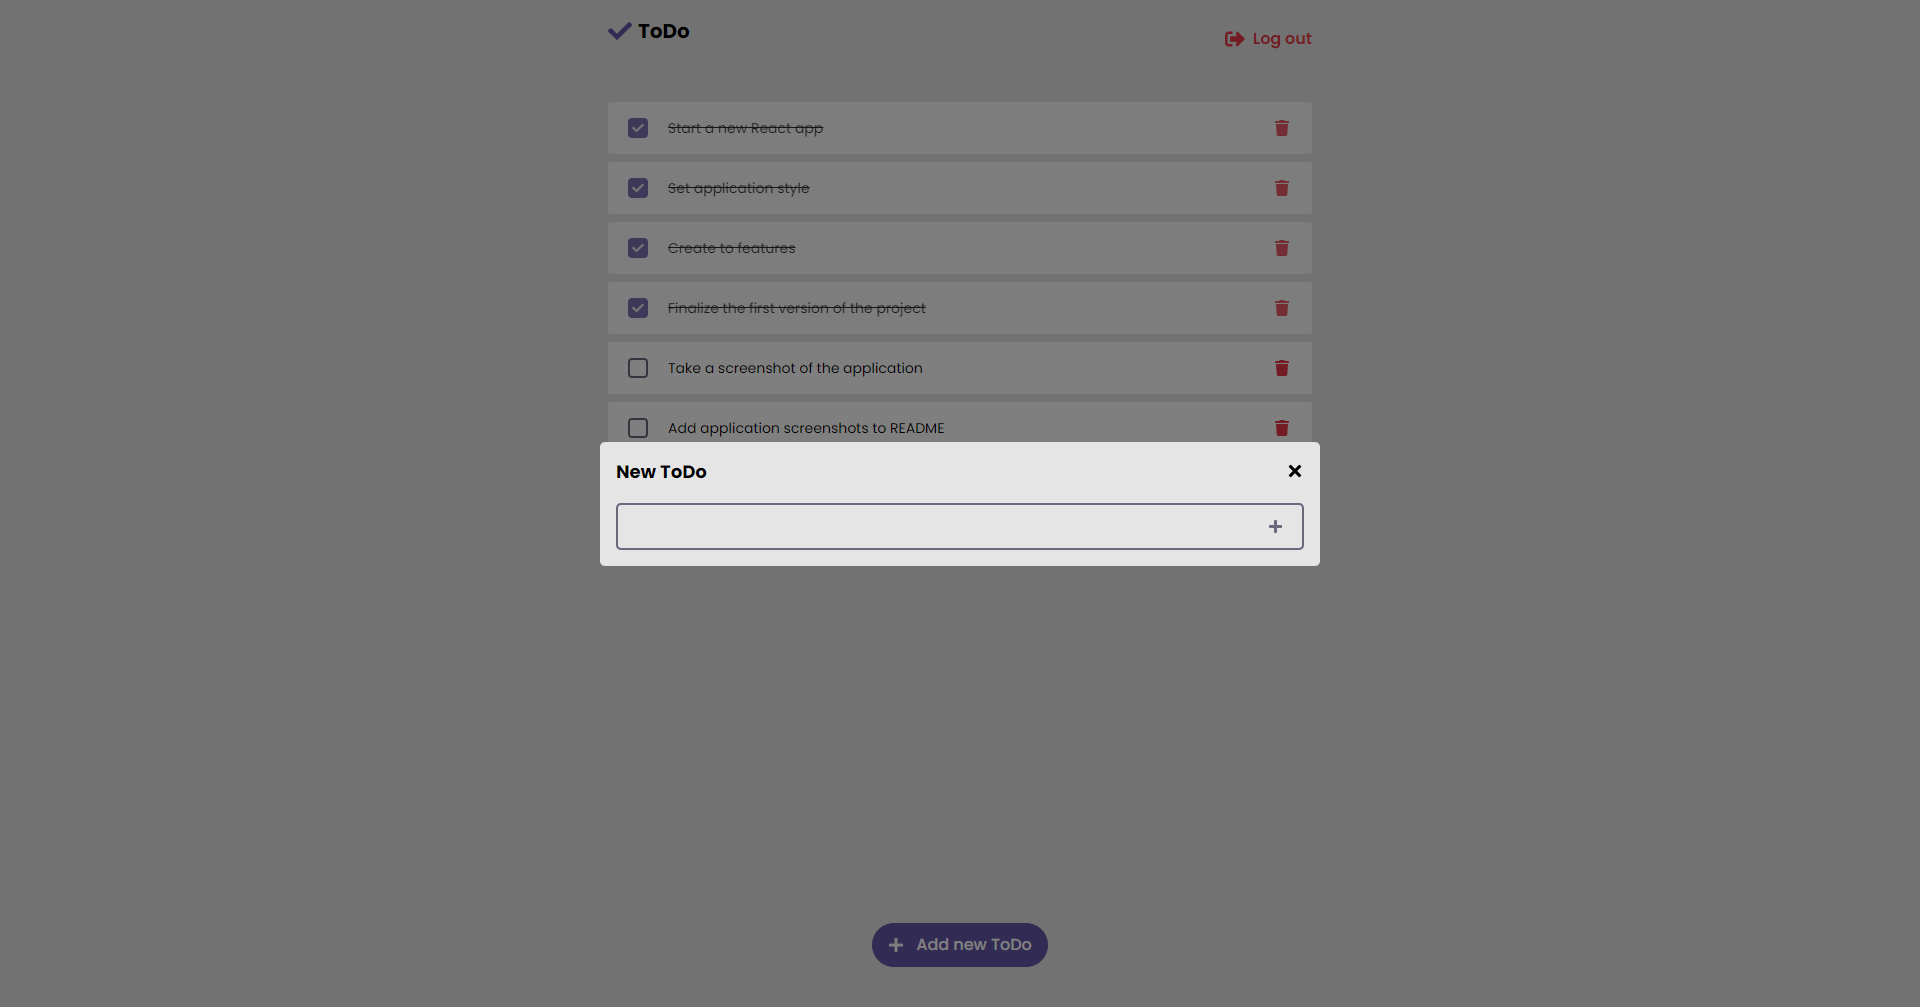 ToDo
Log out
Start a new React app
Set application style
Create to features
Finalize the first version of the project
Take a screenshot of the application
Add application screenshots to README
New ToDo
Add new ToDo